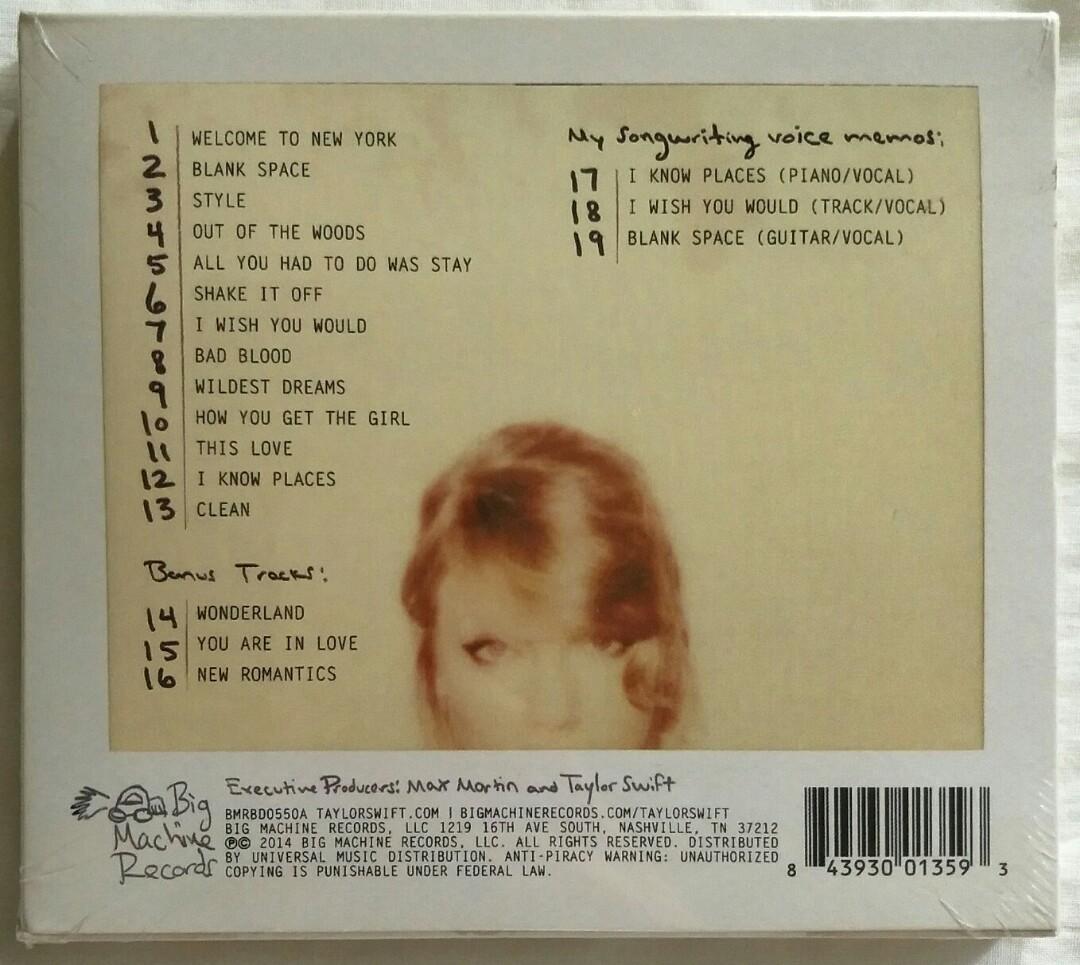 1 WELCOME TO NEW YORK
2 BLANK SPACE
3 STYLE
4 OUT OF THE WOODS
5 ALL YOU HAD TO DO WAS STAY
6 SHAKE IT OFF
7 I WISH YOU WOULD
8 BAD BLOOD
9 WILDEST DREAMS
10 HOW YOU GET THE GIRL
11 THIS LOVE
12 I KNOW PLACES
13 CLEAN
Bonus Tracks:
14 WONDERLAND
15 YOU ARE IN LOVE
16 NEW ROMANTICS
My songwriting voice memos:
17 I KNOW PLACES (PIANO/VOCAL)
18 I WISH YOU WOULD (TRACK/VOCAL)
19 BLANK SPACE (GUITAR/VOCAL)
Big
Machine
Records
Executive Producers: Max Martin and Taylor Swift
BMRBD0550A TAYLORSWIFT.COM | BIGMACHINERECORDS.COM/TAYLORSWIFT
BIG MACHINE RECORDS, LLC 1219 16TH AVE SOUTH, NASHVILLE, TN 37212
℗© 2014 BIG MACHINE RECORDS, LLC. ALL RIGHTS RESERVED. DISTRIBUTED
BY UNIVERSAL MUSIC DISTRIBUTION. ANTI-PIRACY WARNING: UNAUTHORIZED
COPYING IS PUNISHABLE UNDER FEDERAL LAW.
8 43930 01359 3